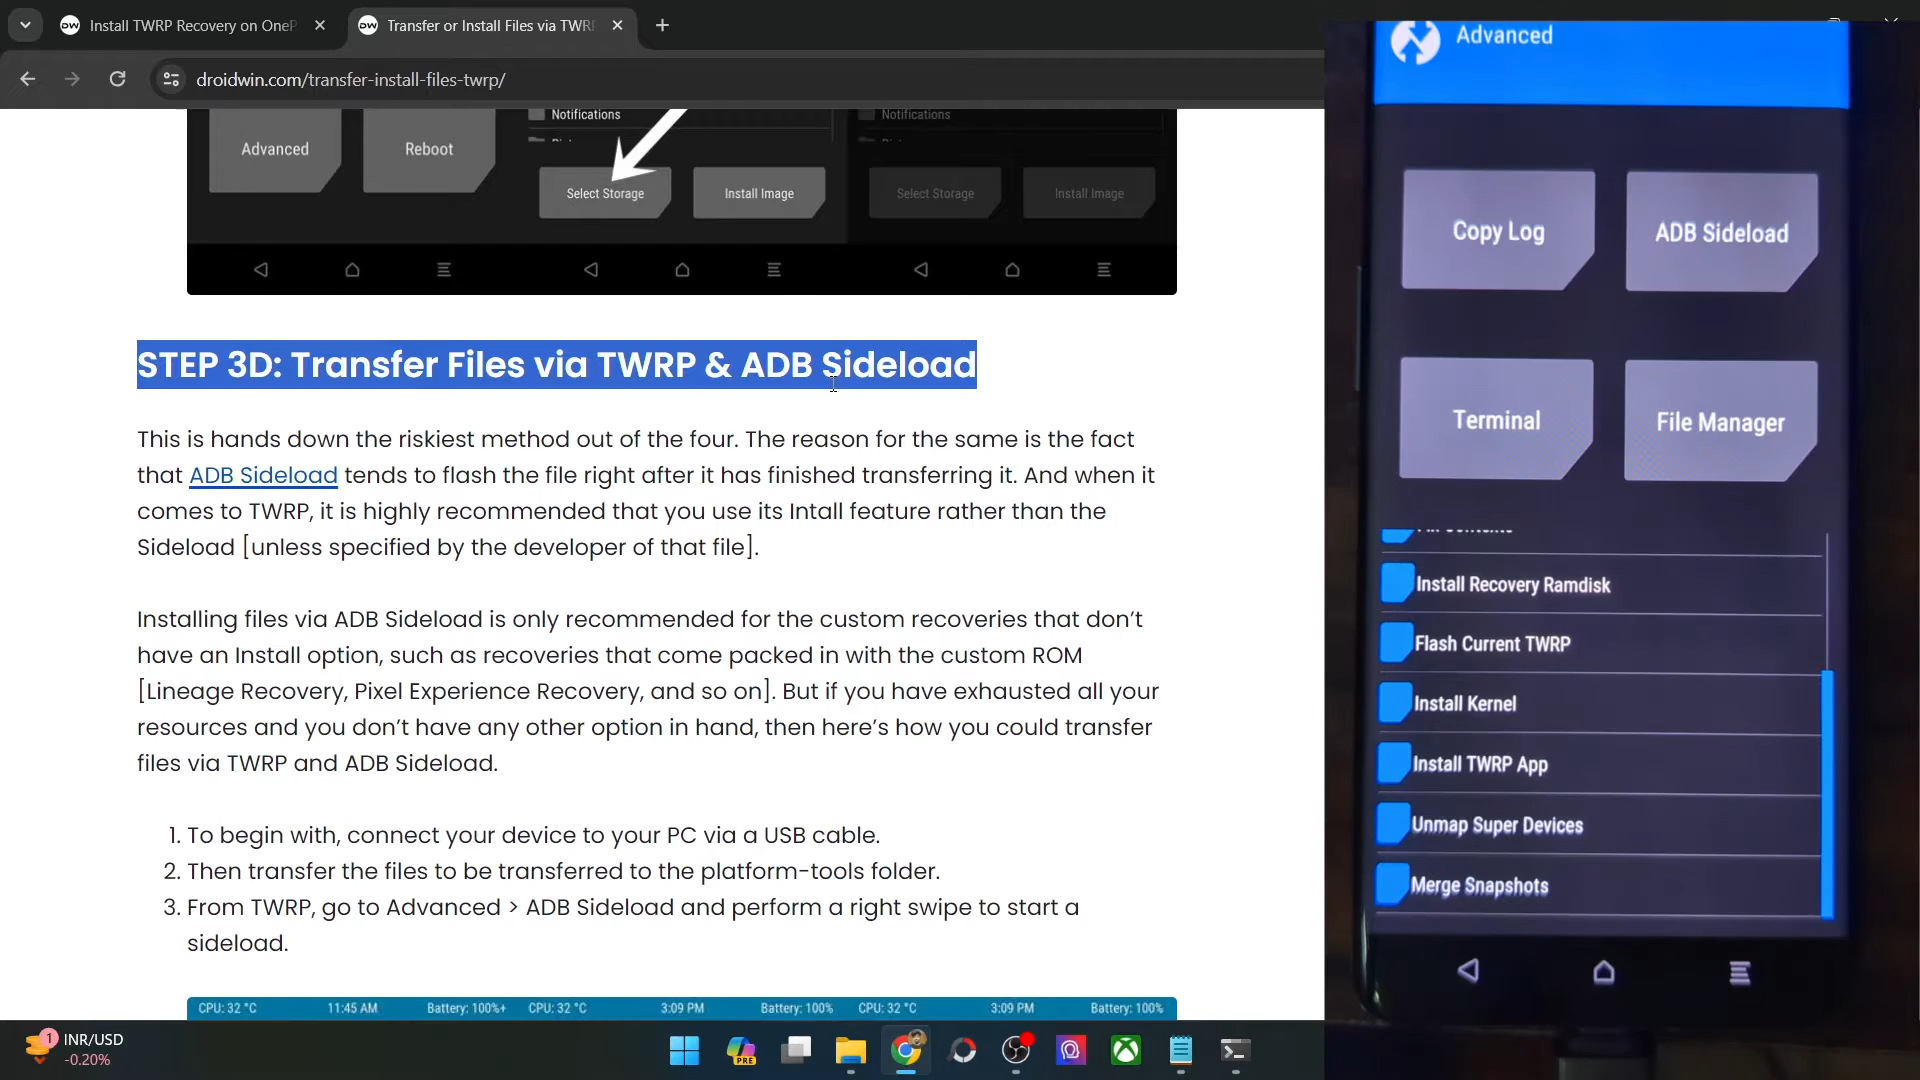 Install TWRP Recovery on OneP
Transfer or Install Files via TWR
droidwin.com/transfer-install-files-twrp/
Advanced
Reboot
Notifications
Select Storage
Install Image
Notifications
Select Storage
Install Image
STEP 3D: Transfer Files via TWRP & ADB Sideload
This is hands down the riskiest method out of the four. The reason for the same is the fact
that ADB Sideload tends to flash the file right after it has finished transferring it. And when it
comes to TWRP, it is highly recommended that you use its Intall feature rather than the
Sideload [unless specified by the developer of that file].
Installing files via ADB Sideload is only recommended for the custom recoveries that don’t
have an Install option, such as recoveries that come packed in with the custom ROM
[Lineage Recovery, Pixel Experience Recovery, and so on]. But if you have exhausted all your
resources and you don’t have any other option in hand, then here’s how you could transfer
files via TWRP and ADB Sideload.
1. To begin with, connect your device to your PC via a USB cable.
2. Then transfer the files to be transferred to the platform-tools folder.
3. From TWRP, go to Advanced > ADB Sideload and perform a right swipe to start a
sideload.
CPU: 32 °C 11:45 AM Battery: 100%+ CPU: 32 °C 3:09 PM Battery: 100% CPU: 32 °C 3:09 PM Battery: 100%
1
INR/USD
-0.20%
PRE
Advanced
Copy Log
ADB Sideload
Terminal
File Manager
Install Recovery Ramdisk
Flash Current TWRP
Install Kernel
Install TWRP App
Unmap Super Devices
Merge Snapshots